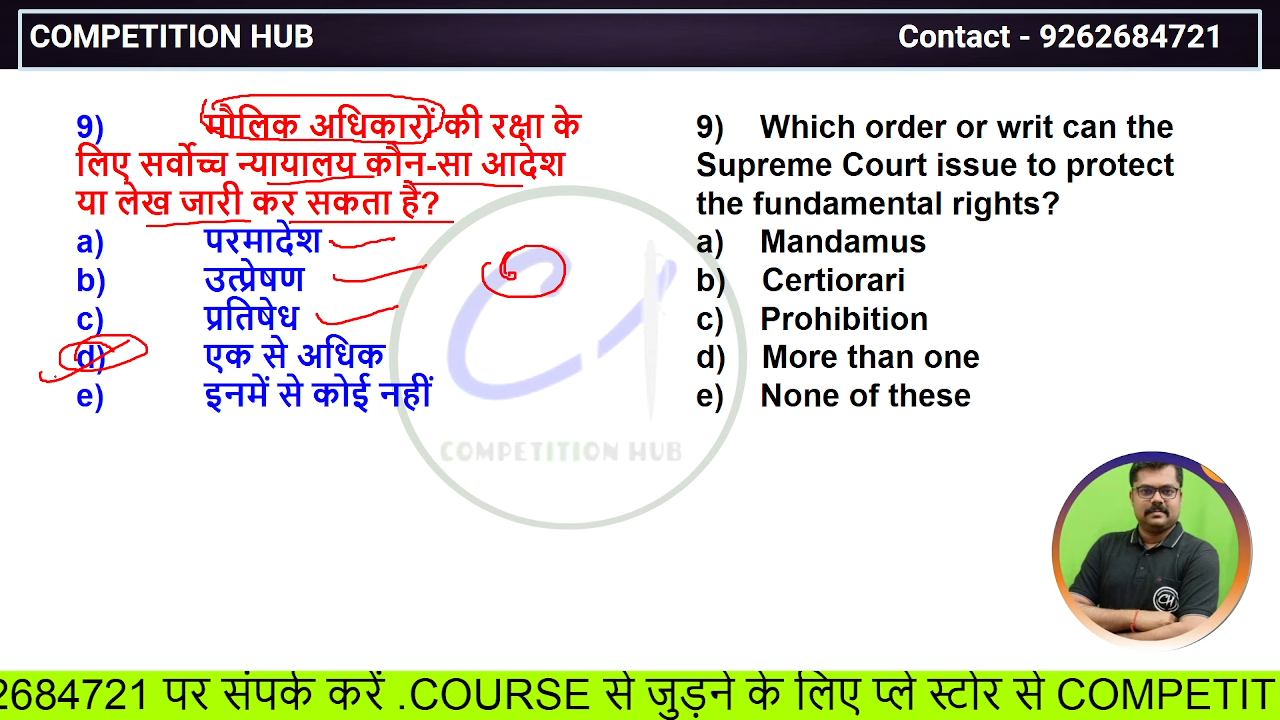 COMPETITION HUB
Contact - 9262684721
9) मौलिक अधिकारों की रक्षा के
लिए सर्वोच्च न्यायालय कौन-सा आदेश
या लेख जारी कर सकता है?
a) परमादेश
b) उत्प्रेषण
c) प्रतिषेध
d) एक से अधिक
e) इनमें से कोई नहीं
9) Which order or writ can the
Supreme Court issue to protect
the fundamental rights?
a) Mandamus
b) Certiorari
c) Prohibition
d) More than one
e) None of these
COMPETITION HUB
CH
2684721 पर संपर्क करें .COURSE से जुड़ने के लिए प्ले स्टोर से COMPETIT